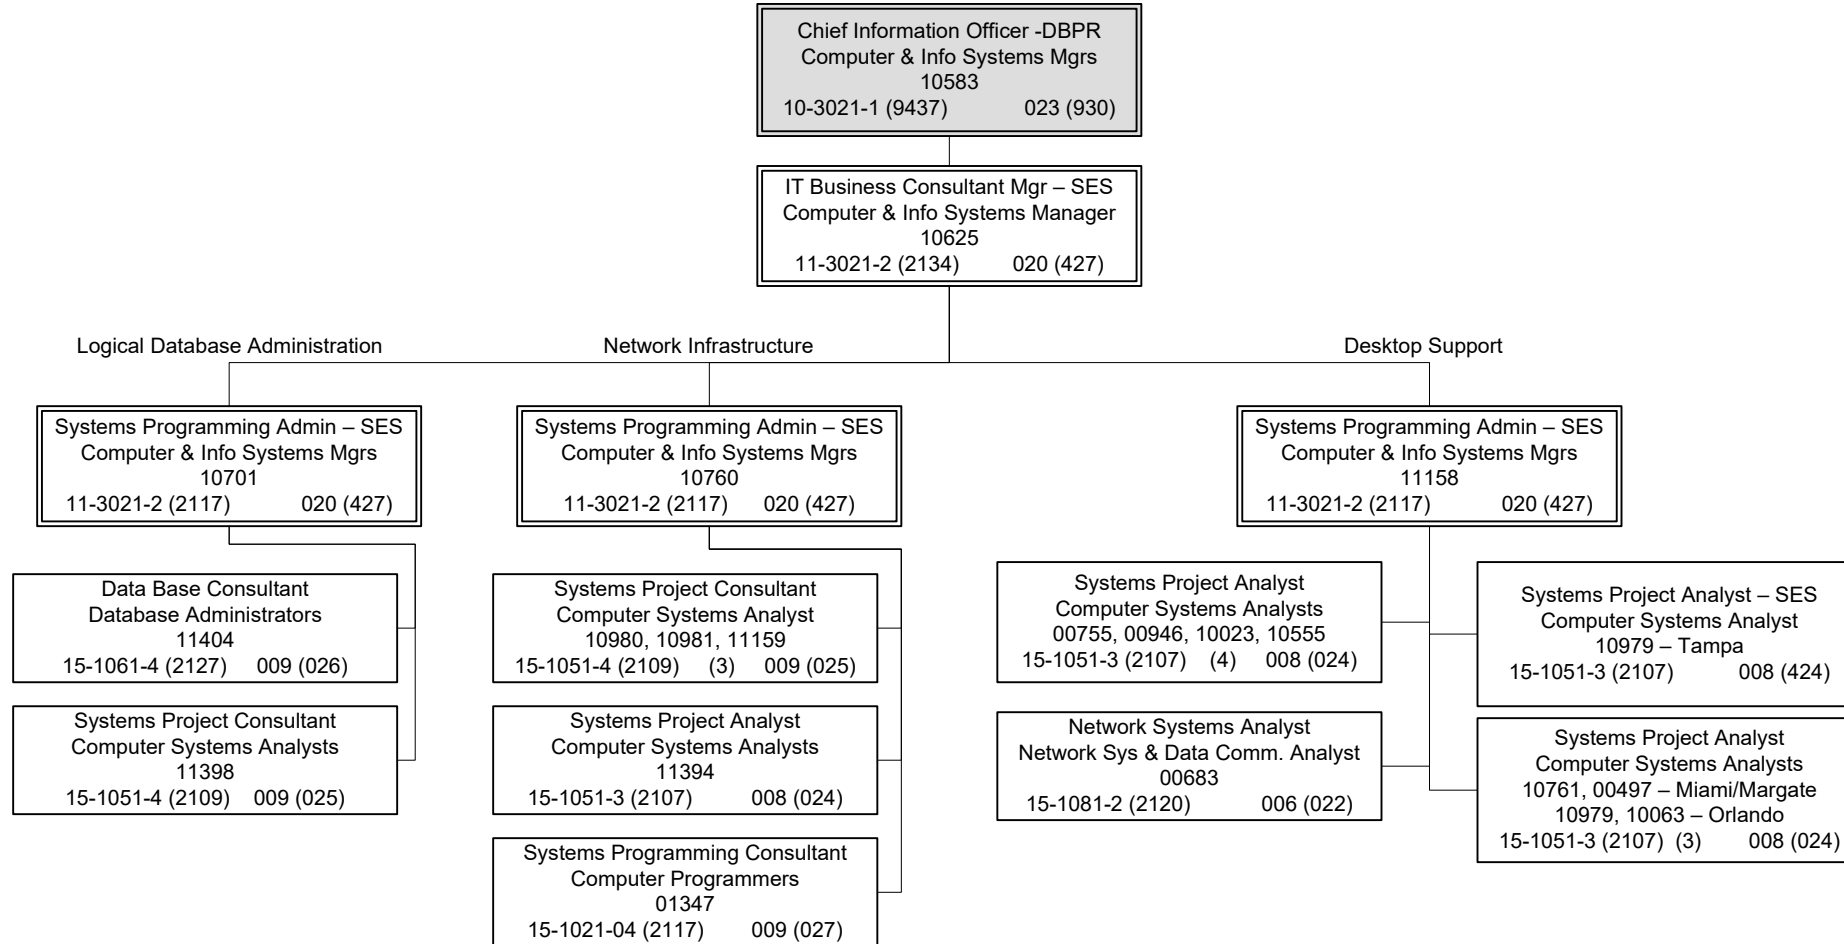 Chief Information Officer -DBPR
Computer & Info Systems Mgrs
10583
10-3021-1 (9437) 023 (930)
IT Business Consultant Mgr – SES
Computer & Info Systems Manager
10625
11-3021-2 (2134) 020 (427)
Logical Database Administration
Network Infrastructure
Desktop Support
Systems Programming Admin – SES
Computer & Info Systems Mgrs
10701
11-3021-2 (2117) 020 (427)
Systems Programming Admin – SES
Computer & Info Systems Mgrs
10760
11-3021-2 (2117) 020 (427)
Systems Programming Admin – SES
Computer & Info Systems Mgrs
11158
11-3021-2 (2117) 020 (427)
Data Base Consultant
Database Administrators
11404
15-1061-4 (2127) 009 (026)
Systems Project Consultant
Computer Systems Analysts
11398
15-1051-4 (2109) 009 (025)
Systems Project Consultant
Computer Systems Analyst
10980, 10981, 11159
15-1051-4 (2109) (3) 009 (025)
Systems Project Analyst
Computer Systems Analysts
11394
15-1051-3 (2107) 008 (024)
Systems Programming Consultant
Computer Programmers
01347
15-1021-04 (2117) 009 (027)
Systems Project Analyst
Computer Systems Analysts
00755, 00946, 10023, 10555
15-1051-3 (2107) (4) 008 (024)
Network Systems Analyst
Network Sys & Data Comm. Analyst
00683
15-1081-2 (2120) 006 (022)
Systems Project Analyst – SES
Computer Systems Analyst
10979 – Tampa
15-1051-3 (2107) 008 (424)
Systems Project Analyst
Computer Systems Analysts
10761, 00497 – Miami/Margate
10979, 10063 – Orlando
15-1051-3 (2107) (3) 008 (024)